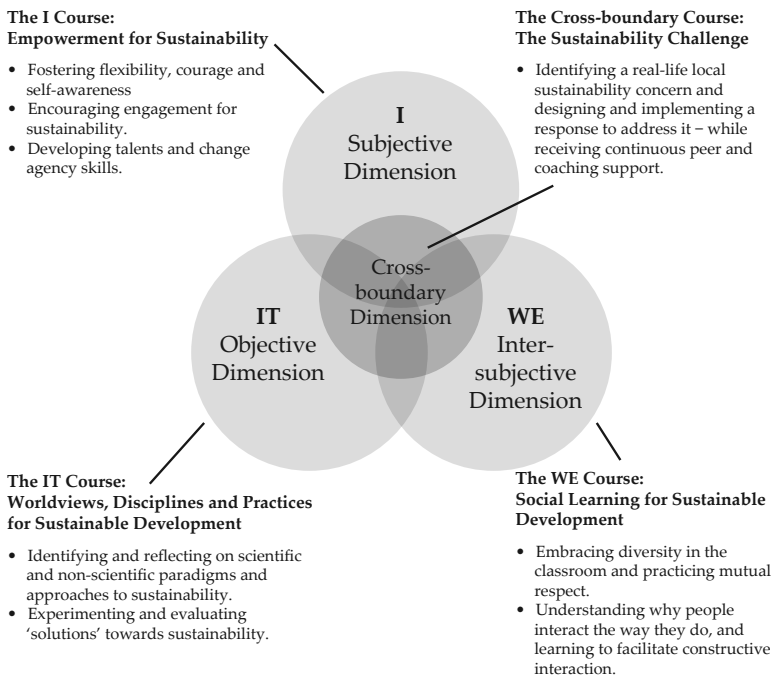 The I Course:
Empowerment for Sustainability
• Fostering flexibility, courage and
self-awareness
• Encouraging engagement for
sustainability.
• Developing talents and change
agency skills.
The Cross-boundary Course:
The Sustainability Challenge
• Identifying a real-life local
sustainability concern and
designing and implementing a
response to address it – while
receiving continuous peer and
coaching support.
I
Subjective
Dimension
Cross-
boundary
Dimension
IT
Objective
Dimension
WE
Inter-
subjective
Dimension
The IT Course:
Worldviews, Disciplines and Practices
for Sustainable Development
• Identifying and reflecting on scientific
and non-scientific paradigms and
approaches to sustainability.
• Experimenting and evaluating
‘solutions’ towards sustainability.
The WE Course:
Social Learning for Sustainable
Development
• Embracing diversity in the
classroom and practicing mutual
respect.
• Understanding why people
interact the way they do, and
learning to facilitate constructive
interaction.